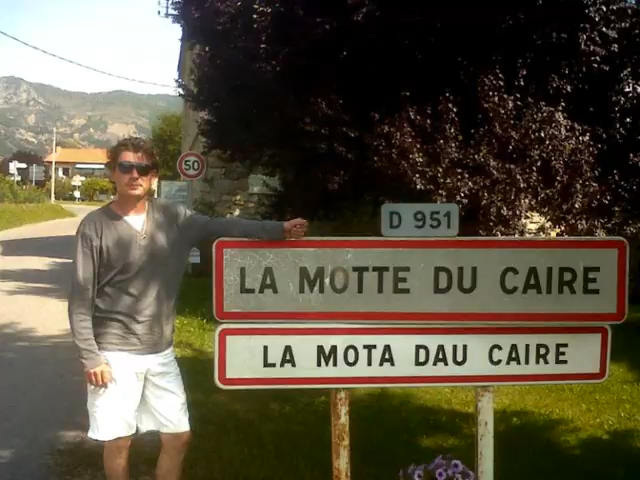 50
D 951
LA MOTTE DU CAIRE
LA MOTA DAU CAIRE